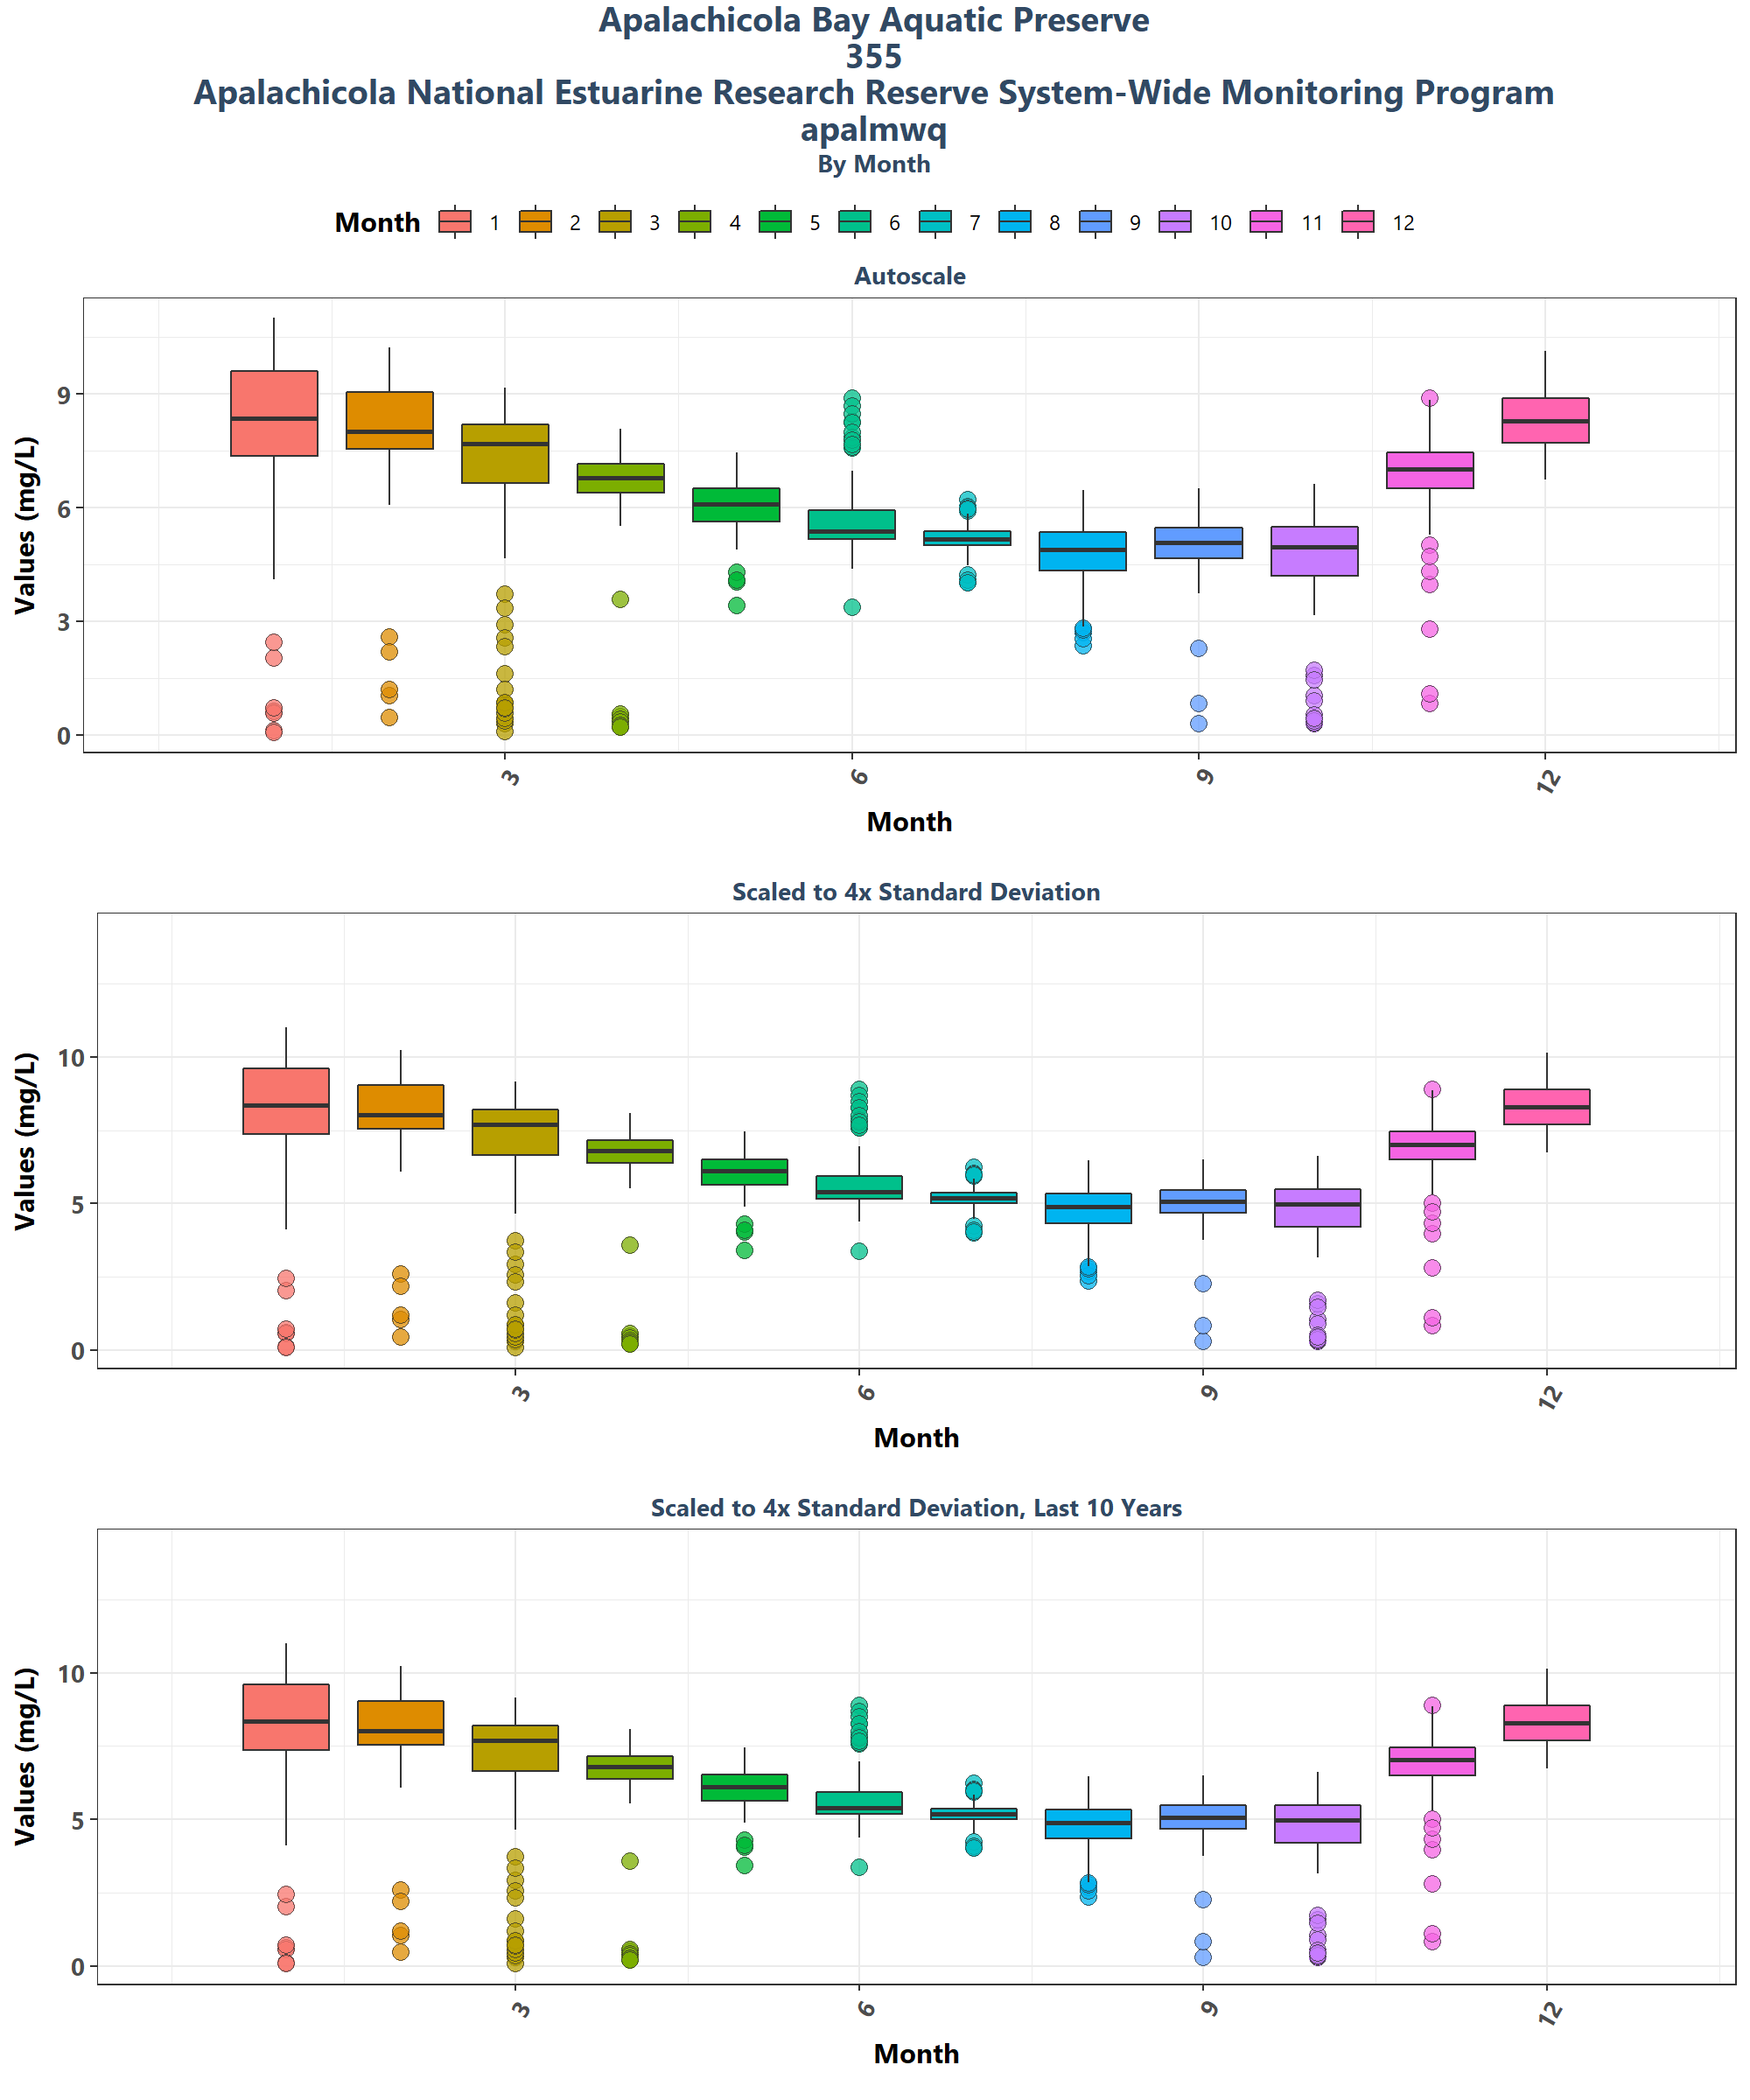 Apalachicola Bay Aquatic Preserve
355
Apalachicola National Estuarine Research Reserve System-Wide Monitoring Program
apalmwq
By Month
Month 1 2 3 4 5 6 7 8 9 10 11 12
Autoscale
Values (mg/L)
9
6
3
0
3 6 9 12
Month
Scaled to 4x Standard Deviation
Values (mg/L)
10
5
0
3 6 9 12
Month
Scaled to 4x Standard Deviation, Last 10 Years
Values (mg/L)
10
5
0
3 6 9 12
Month